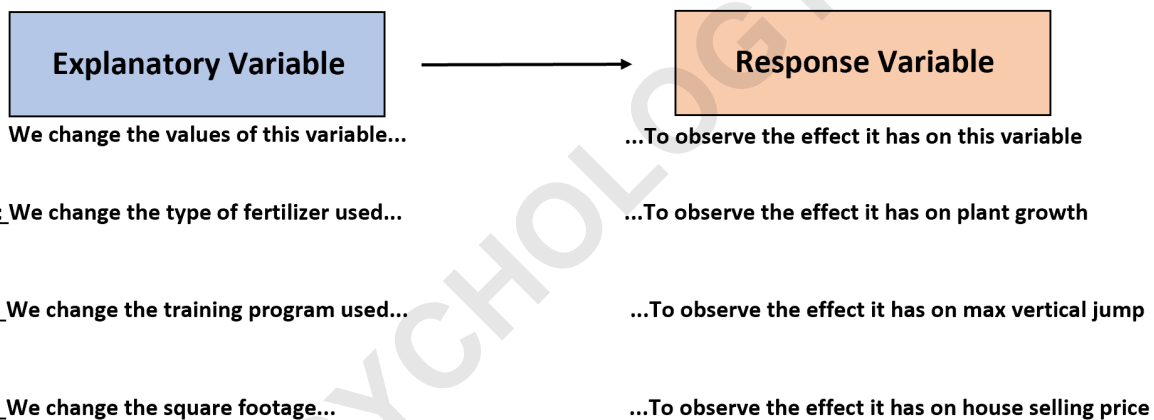 Explanatory Variable
Response Variable
We change the values of this variable...
...To observe the effect it has on this variable
: We change the type of fertilizer used...
...To observe the effect it has on plant growth
We change the training program used...
...To observe the effect it has on max vertical jump
We change the square footage...
...To observe the effect it has on house selling price
YCHOLOG